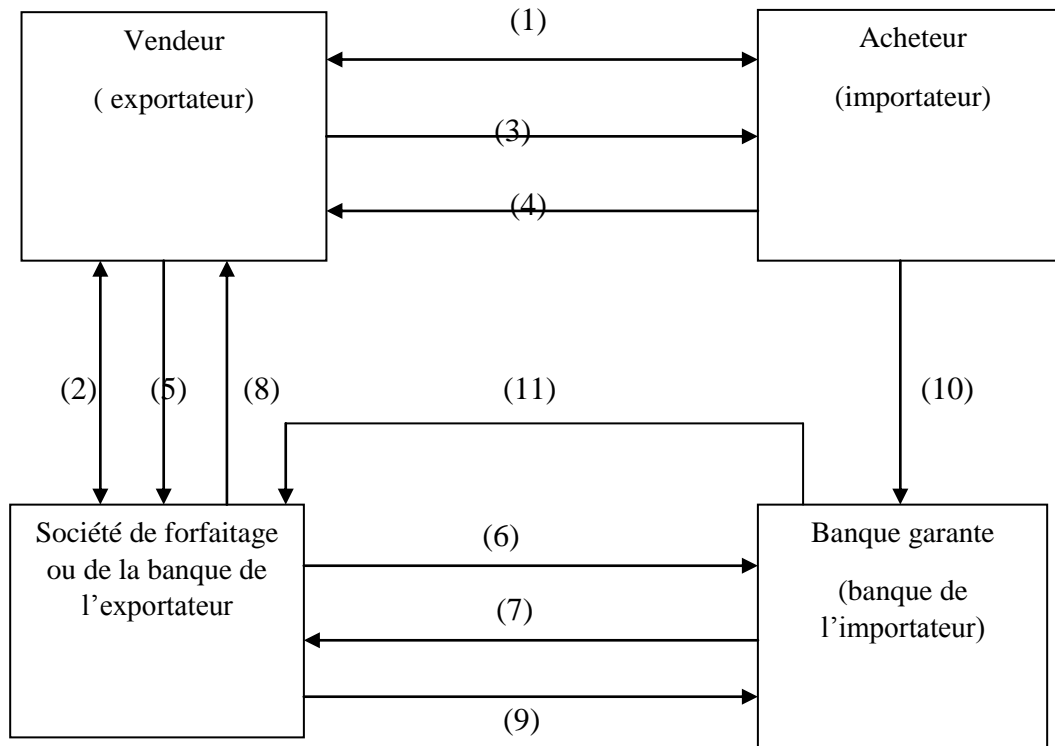 Vendeur
( exportateur)
(1)
Acheteur
(importateur)
(3)
(4)
(2)
(5)
(8)
(11)
(10)
Société de forfaitage
ou de la banque de
l’exportateur
(6)
(7)
(9)
Banque garante
(banque de
l’importateur)